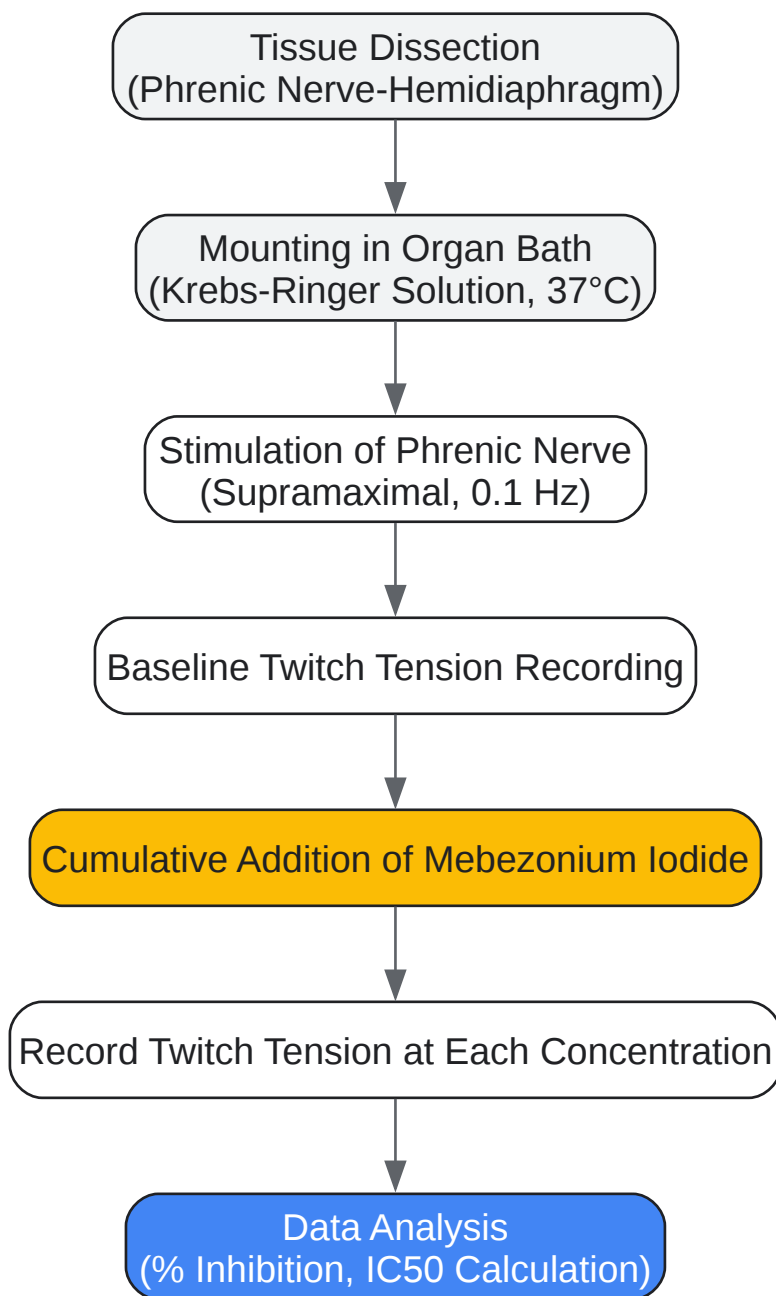 Tissue Dissection
(Phrenic Nerve-Hemidiaphragm)
Mounting in Organ Bath
(Krebs-Ringer Solution, 37°C)
Stimulation of Phrenic Nerve
(Supramaximal, 0.1 Hz)
Baseline Twitch Tension Recording
Cumulative Addition of Mebezonium Iodide
Record Twitch Tension at Each Concentration
Data Analysis
(% Inhibition, IC50 Calculation)